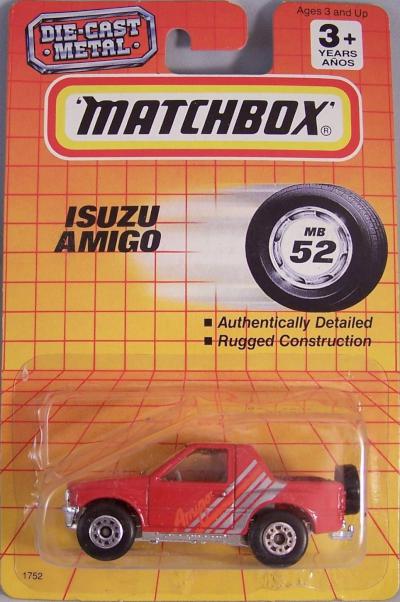 DIE-CAST
METAL
Ages 3 and Up
3+
YEARS
AÑOS
'MATCHBOX'®
ISUZU
AMIGO
MB
52
■ Authentically Detailed
■ Rugged Construction
Amigo
1752